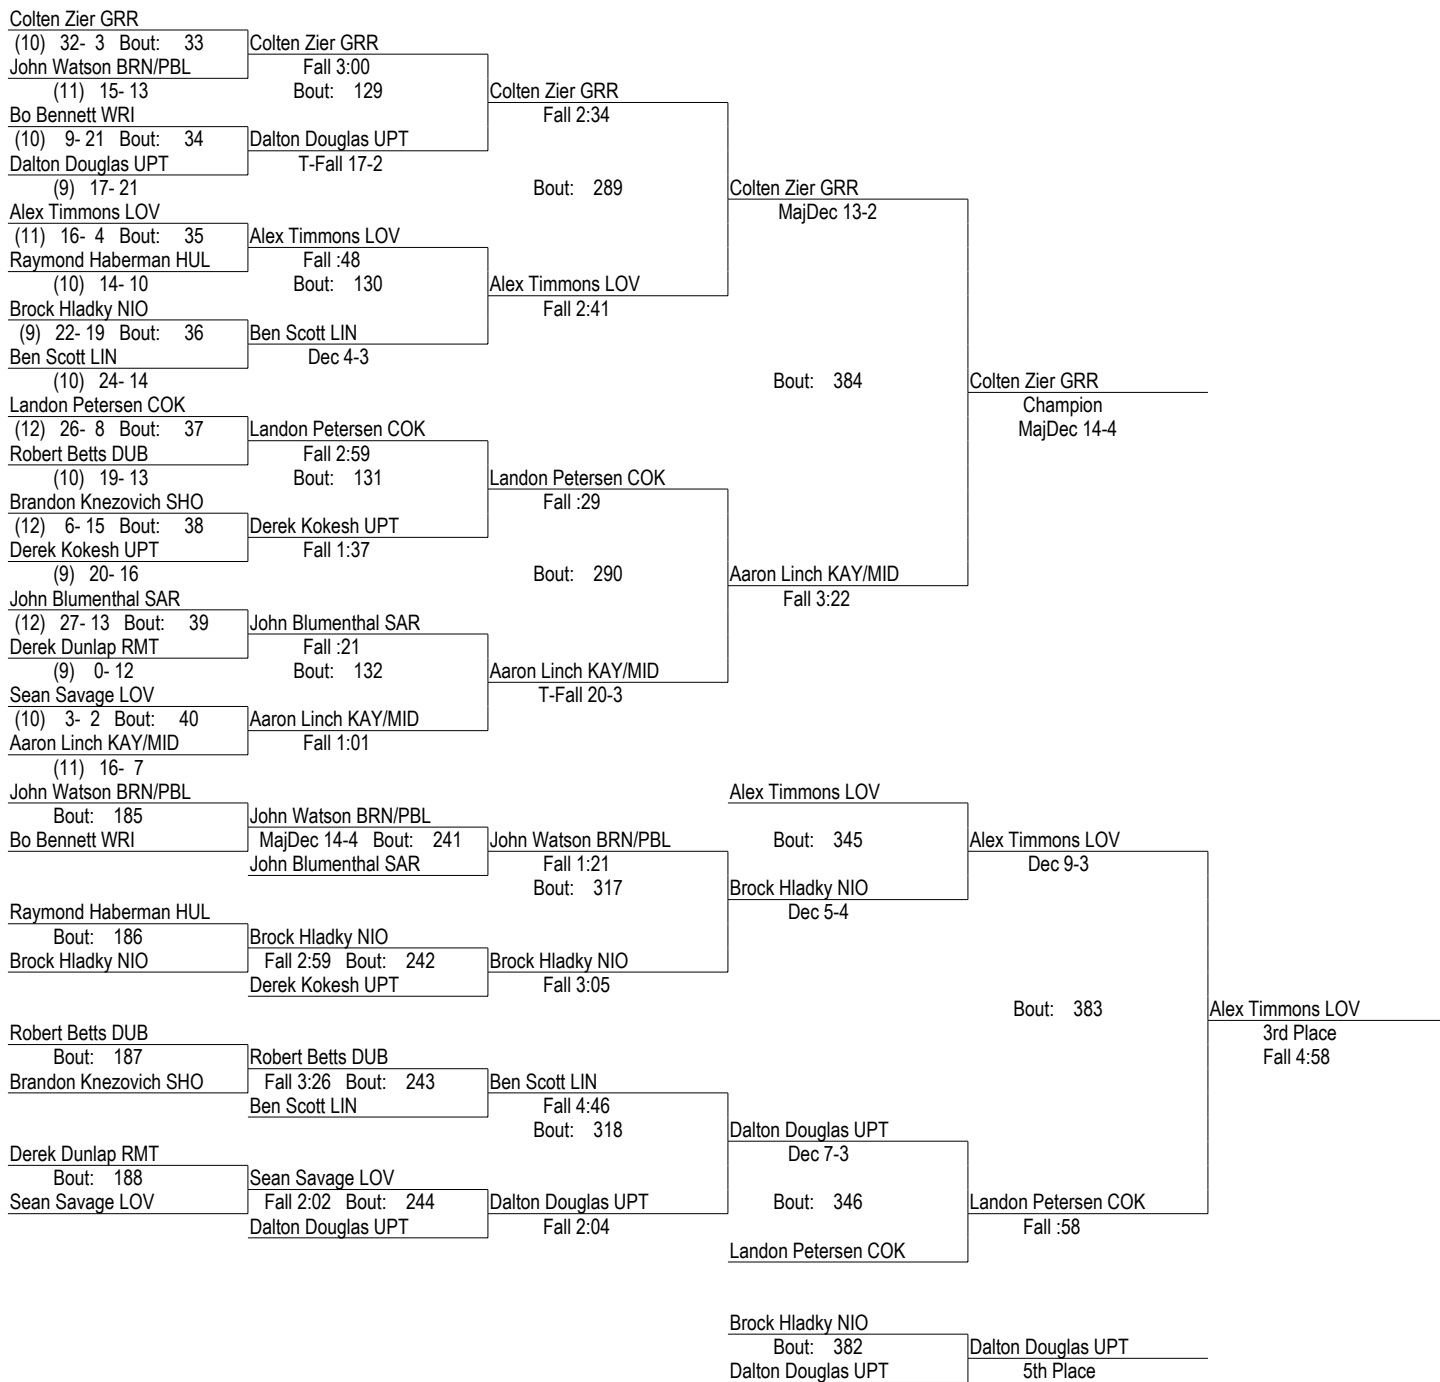 Colten Zier GRR
(10) 32- 3 Bout: 33
Colten Zier GRR
John Watson BRN/PBL
Fall 3:00
(11) 15- 13
Bout: 129
Colten Zier GRR
Bo Bennett WRI
Fall 2:34
(10) 9- 21 Bout: 34
Dalton Douglas UPT
Dalton Douglas UPT
T-Fall 17-2
(9) 17- 21
Bout: 289
Colten Zier GRR
Alex Timmons LOV
MajDec 13-2
(11) 16- 4 Bout: 35
Alex Timmons LOV
Raymond Haberman HUL
Fall :48
(10) 14- 10
Bout: 130
Alex Timmons LOV
Brock Hladky NIO
Fall 2:41
(9) 22- 19 Bout: 36
Ben Scott LIN
Ben Scott LIN
Dec 4-3
(10) 24- 14
Bout: 384
Colten Zier GRR
Landon Petersen COK
Champion
(12) 26- 8 Bout: 37
Landon Petersen COK
MajDec 14-4
Robert Betts DUB
Fall 2:59
(10) 19- 13
Bout: 131
Landon Petersen COK
Brandon Knezovich SHO
Fall :29
(12) 6- 15 Bout: 38
Derek Kokesh UPT
Derek Kokesh UPT
Fall 1:37
(9) 20- 16
Bout: 290
Aaron Linch KAY/MID
John Blumenthal SAR
Fall 3:22
(12) 27- 13 Bout: 39
John Blumenthal SAR
Derek Dunlap RMT
Fall :21
(9) 0- 12
Bout: 132
Aaron Linch KAY/MID
Sean Savage LOV
T-Fall 20-3
(10) 3- 2 Bout: 40
Aaron Linch KAY/MID
Aaron Linch KAY/MID
Fall 1:01
(11) 16- 7
John Watson BRN/PBL
Alex Timmons LOV
Bout: 185
John Watson BRN/PBL
Bo Bennett WRI
MajDec 14-4 Bout: 241
John Watson BRN/PBL
Bout: 345
Alex Timmons LOV
John Blumenthal SAR
Fall 1:21
Dec 9-3
Bout: 317
Brock Hladky NIO
Raymond Haberman HUL
Dec 5-4
Bout: 186
Brock Hladky NIO
Brock Hladky NIO
Fall 2:59 Bout: 242
Brock Hladky NIO
Derek Kokesh UPT
Fall 3:05
Bout: 383
Alex Timmons LOV
Robert Betts DUB
3rd Place
Bout: 187
Robert Betts DUB
Fall 4:58
Brandon Knezovich SHO
Fall 3:26 Bout: 243
Ben Scott LIN
Ben Scott LIN
Fall 4:46
Bout: 318
Dalton Douglas UPT
Derek Dunlap RMT
Dec 7-3
Bout: 188
Sean Savage LOV
Sean Savage LOV
Fall 2:02 Bout: 244
Dalton Douglas UPT
Bout: 346
Landon Petersen COK
Dalton Douglas UPT
Fall 2:04
Fall :58
Landon Petersen COK
Brock Hladky NIO
Bout: 382
Dalton Douglas UPT
Dalton Douglas UPT
5th Place